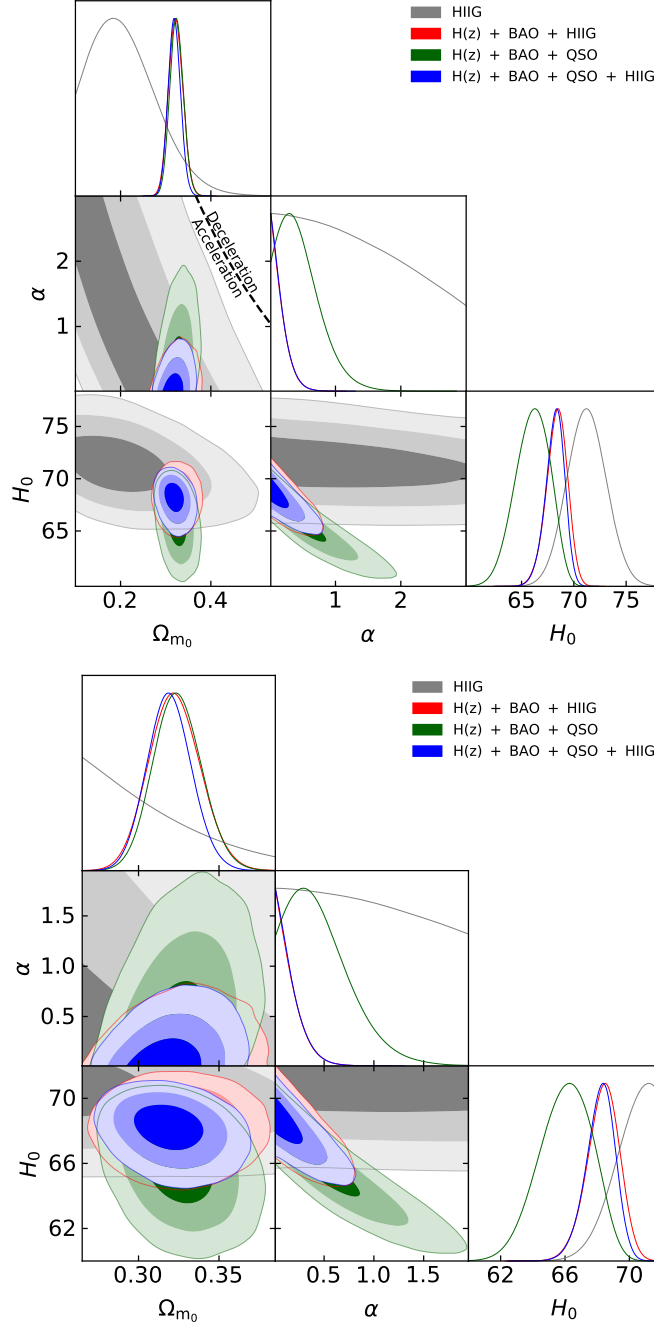 HIIG
H(z) + BAO + HIIG
H(z) + BAO + QSO
H(z) + BAO + QSO + HIIG
Deceleration
Acceleration
2
1
α
75
70
65
H₀
0.2 0.4
1 2
65 70 75
Ωm₀ α H₀
HIIG
H(z) + BAO + HIIG
H(z) + BAO + QSO
H(z) + BAO + QSO + HIIG
1.5
1.0
0.5
α
70
66
62
H₀
0.30 0.35
0.5 1.0 1.5
62 66 70
Ωm₀ α H₀